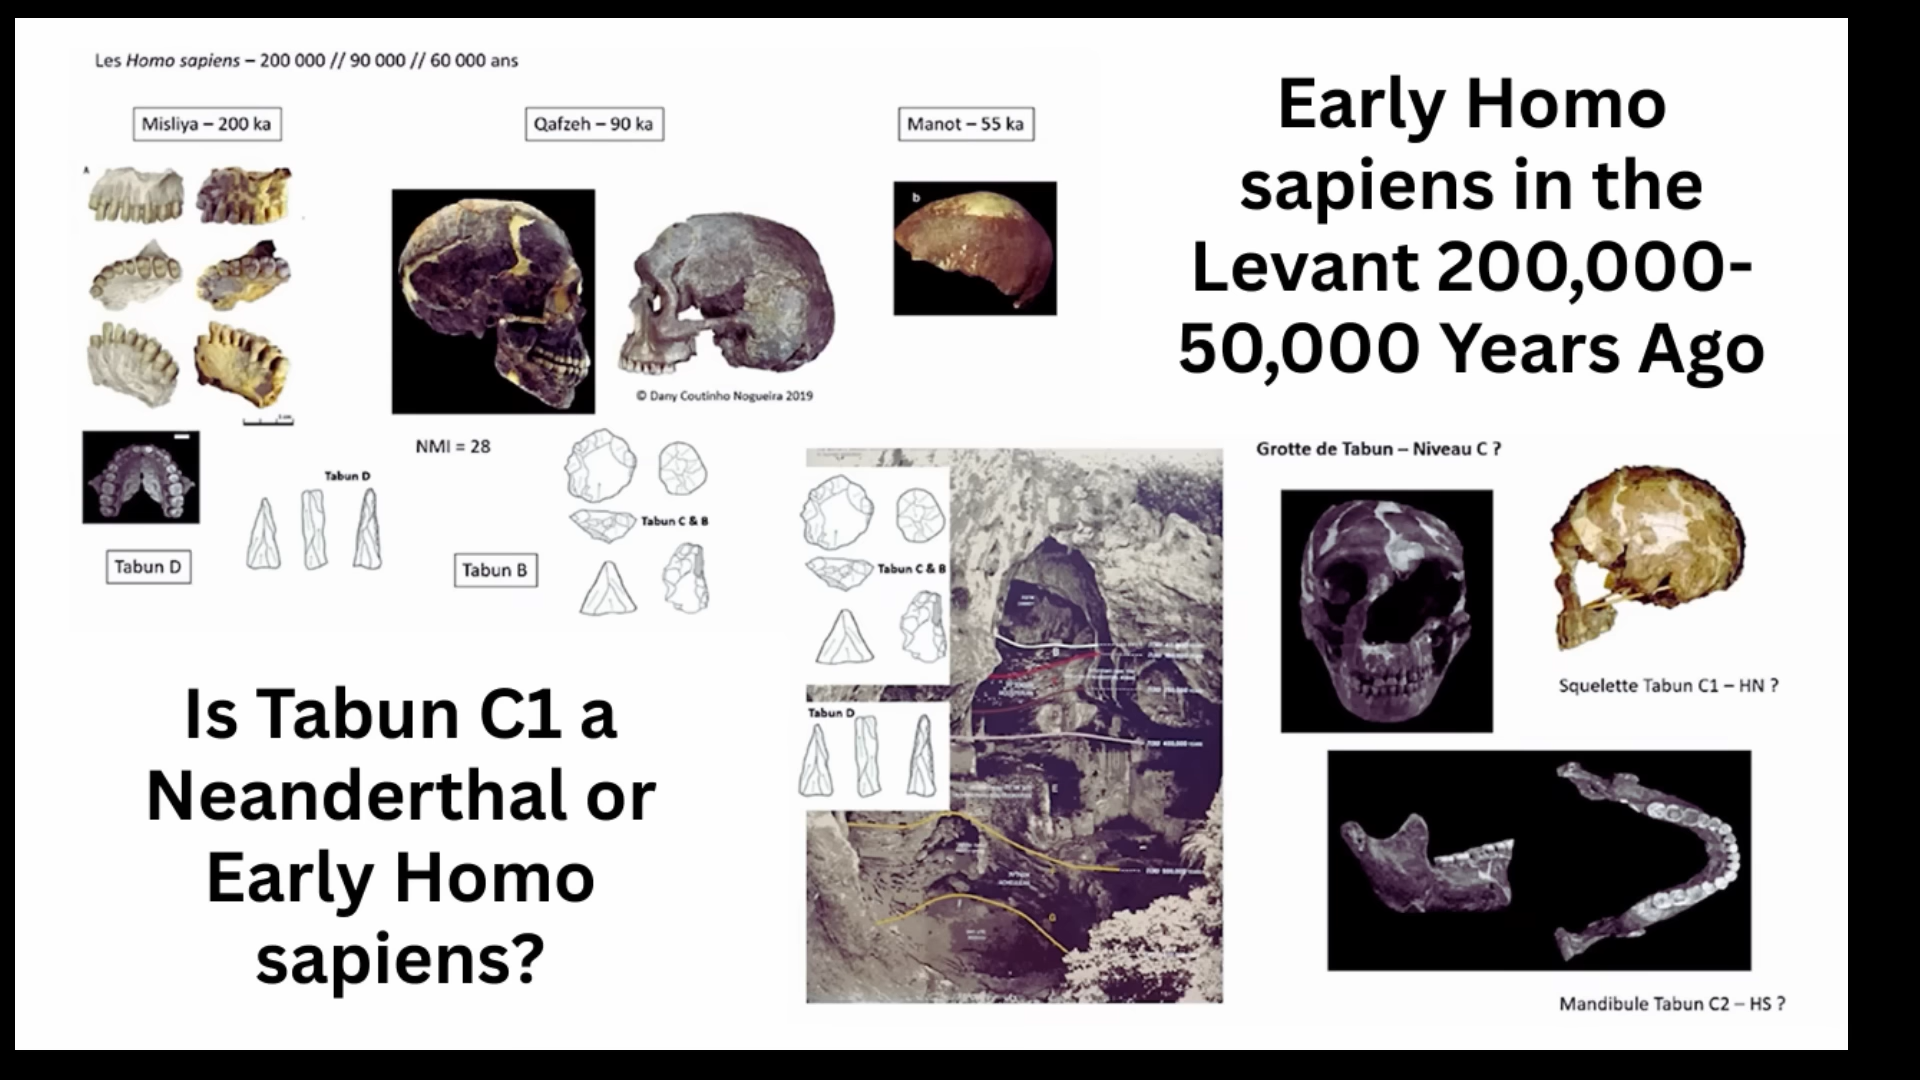 Les Homo sapiens – 200 000 // 90 000 // 60 000 ans
Misliya – 200 ka
Qafzeh – 90 ka
Manot – 55 ka
Early Homo
sapiens in the
Levant 200,000-
50,000 Years Ago
A
b
© Dany Coutinho Nogueira 2019
NMI = 28
Tabun D
Tabun C & B
Tabun D
Tabun B
Grotte de Tabun – Niveau C ?
Tabun C & B
Tabun D
B
E
G
Squelette Tabun C1 – HN ?
Mandibule Tabun C2 – HS ?
Is Tabun C1 a
Neanderthal or
Early Homo
sapiens?